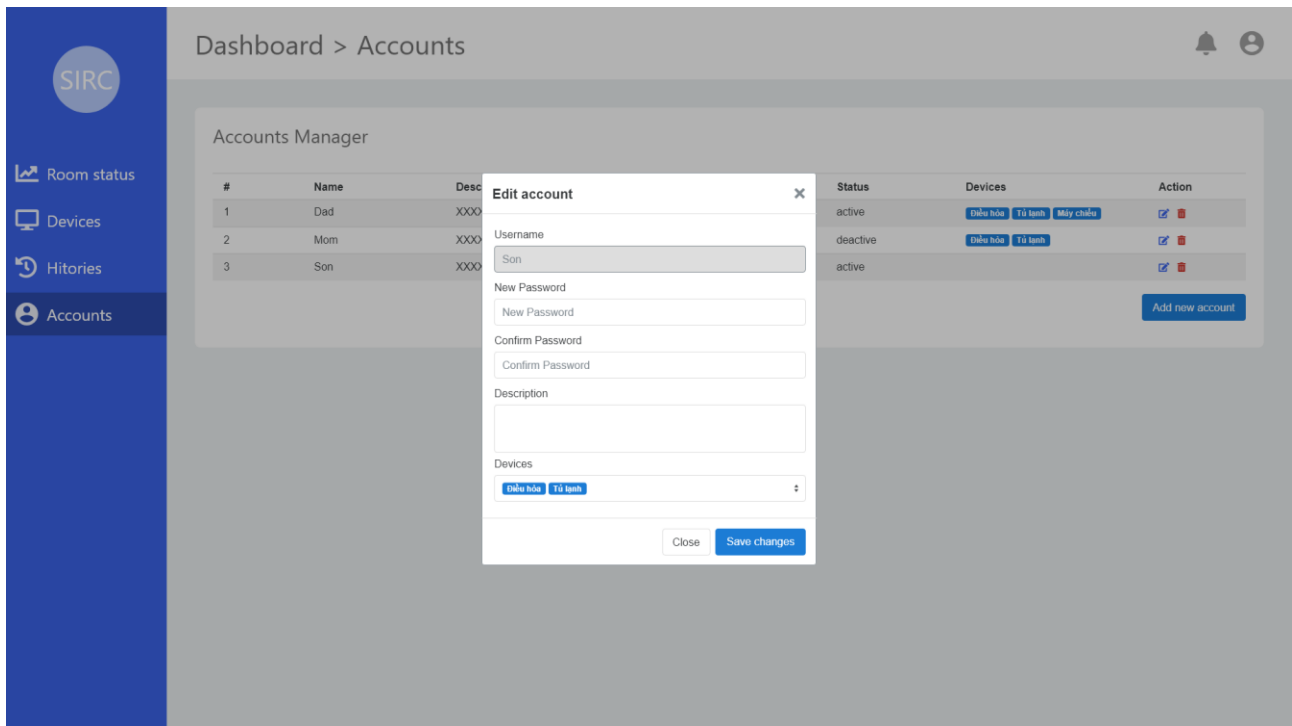 Dashboard > Accounts
SIRC
Room status
Devices
Hitories
Accounts
Accounts Manager
# Name Desc Status Devices Action
1 Dad XXXX active Điều hòa Tủ lạnh Máy chiếu
2 Mom XXXX deactive Điều hòa Tủ lạnh
3 Son XXXX active
Add new account
Edit account ×
Username
Son
New Password
New Password
Confirm Password
Confirm Password
Description
Devices
Điều hòa Tủ lạnh
Close Save changes